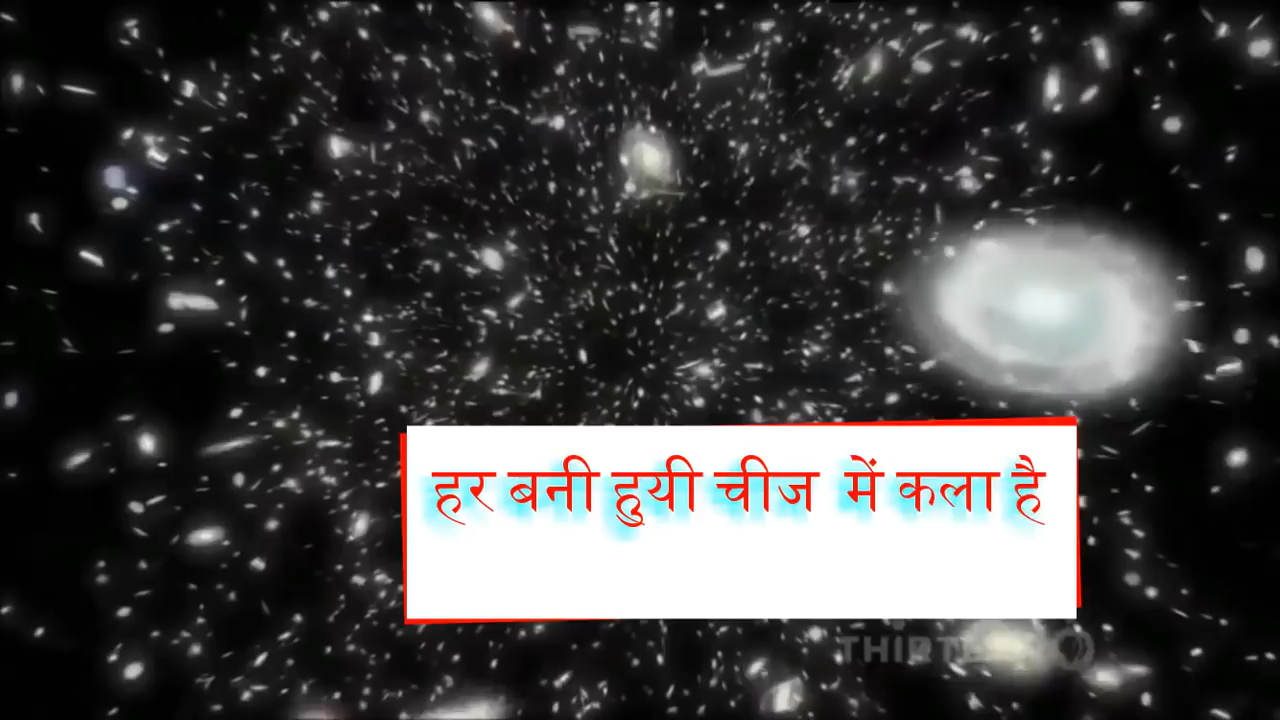 हर बनी हुयी चीज में कला है